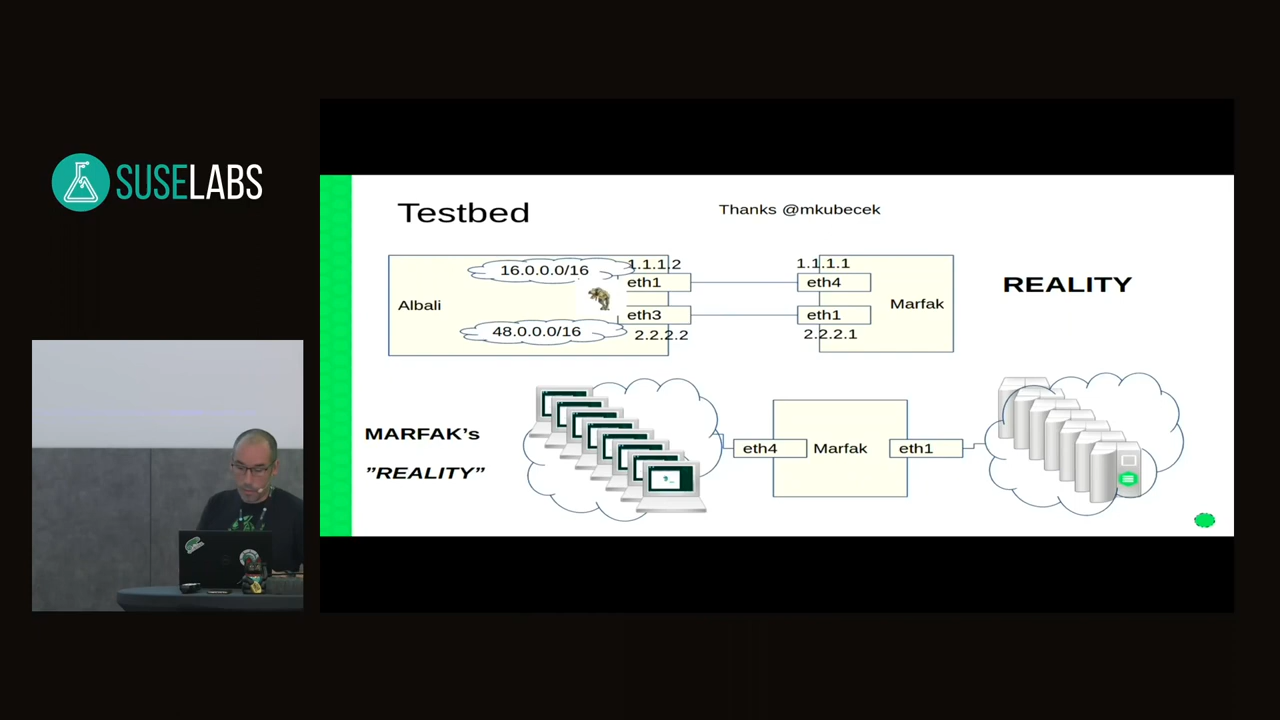 SUSELABS
Testbed
Thanks @mkubecek
16.0.0.0/16
1.1.1.2
1.1.1.1
eth1
eth4
REALITY
Albali
Marfak
eth3
eth1
48.0.0.0/16
2.2.2.2
2.2.2.1
MARFAK's
"REALITY"
eth4
Marfak
eth1